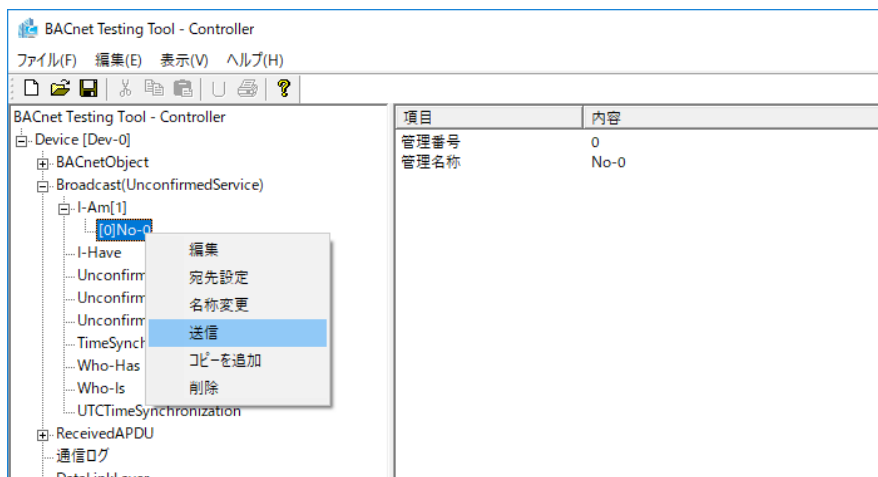 BACnet Testing Tool - Controller
ファイル(F) 編集(E) 表示(V) ヘルプ(H)
BACnet Testing Tool - Controller
Device [Dev-0]
BACnetObject
Broadcast(UnconfirmedService)
I-Am[1]
[0]No-0
I-Have
Unconfirm
Unconfirm
Unconfirm
TimeSynch
Who-Has
Who-Is
UTCTimeSynchronization
ReceivedAPDU
通信ログ
DataLinkLayer
編集
宛先設定
名称変更
送信
コピーを追加
削除
項目 内容
管理番号 0
管理名称 No-0